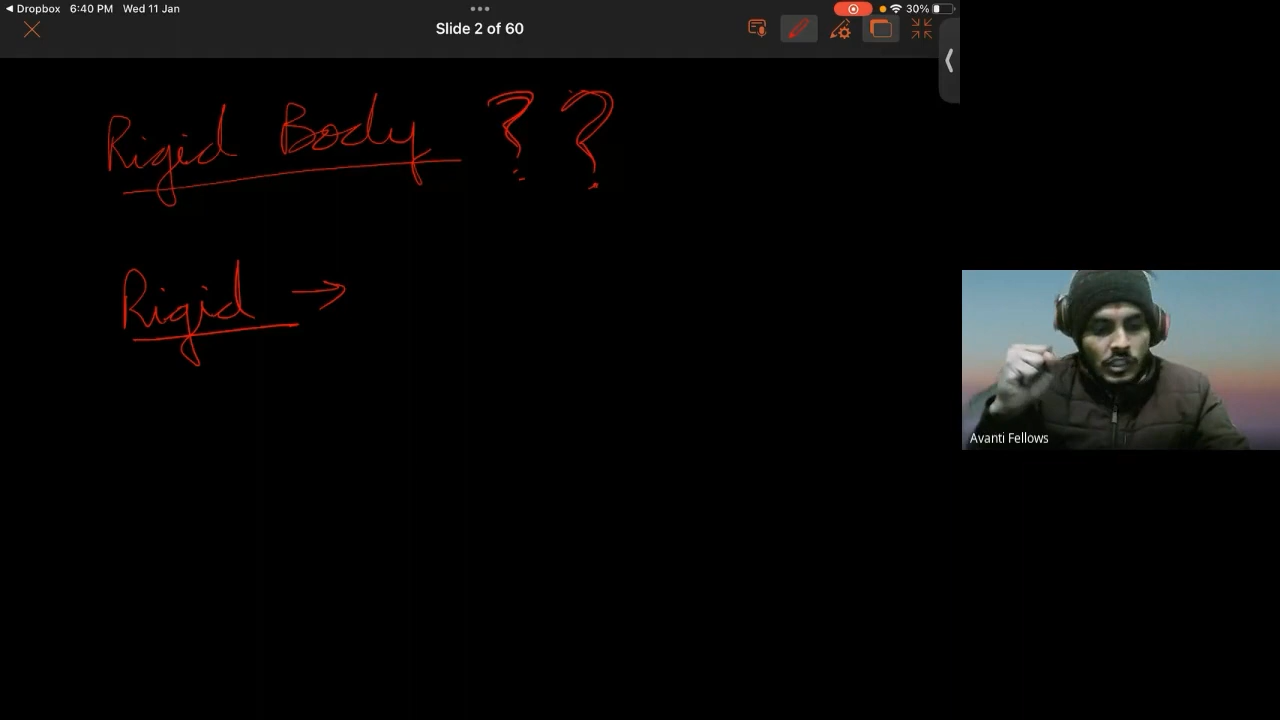 Dropbox 6:40 PM Wed 11 Jan
30%
Slide 2 of 60
Rigid Body ??
Rigid →
Avanti Fellows